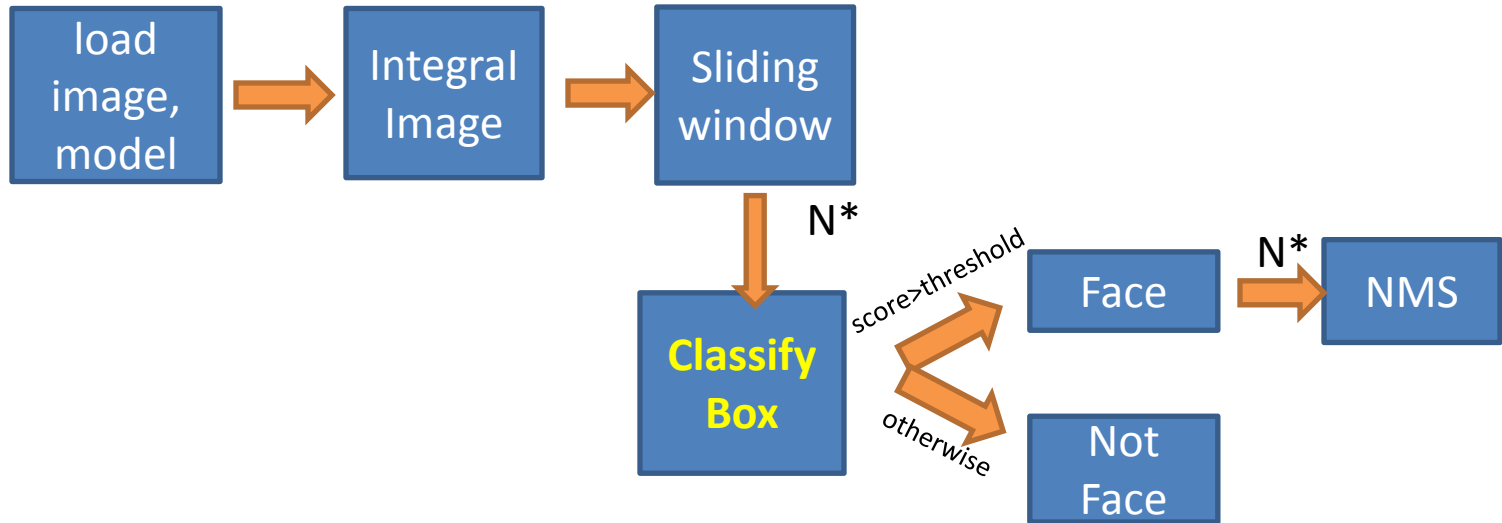 load
image,
model
Integral
Image
Sliding
window
N*
Classify
Box
score>threshold
otherwise
Face
N*
NMS
Not
Face